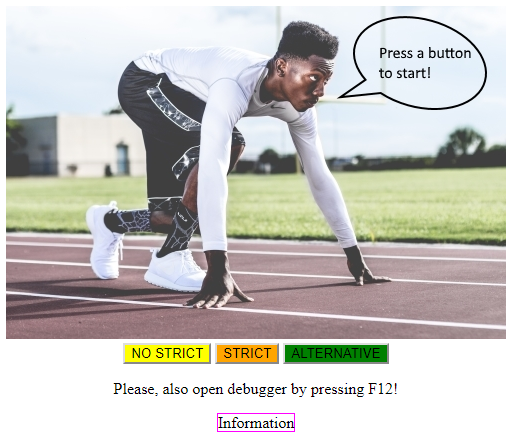 Press a button
to start!
NO STRICT STRICT ALTERNATIVE
Please, also open debugger by pressing F12!
Information